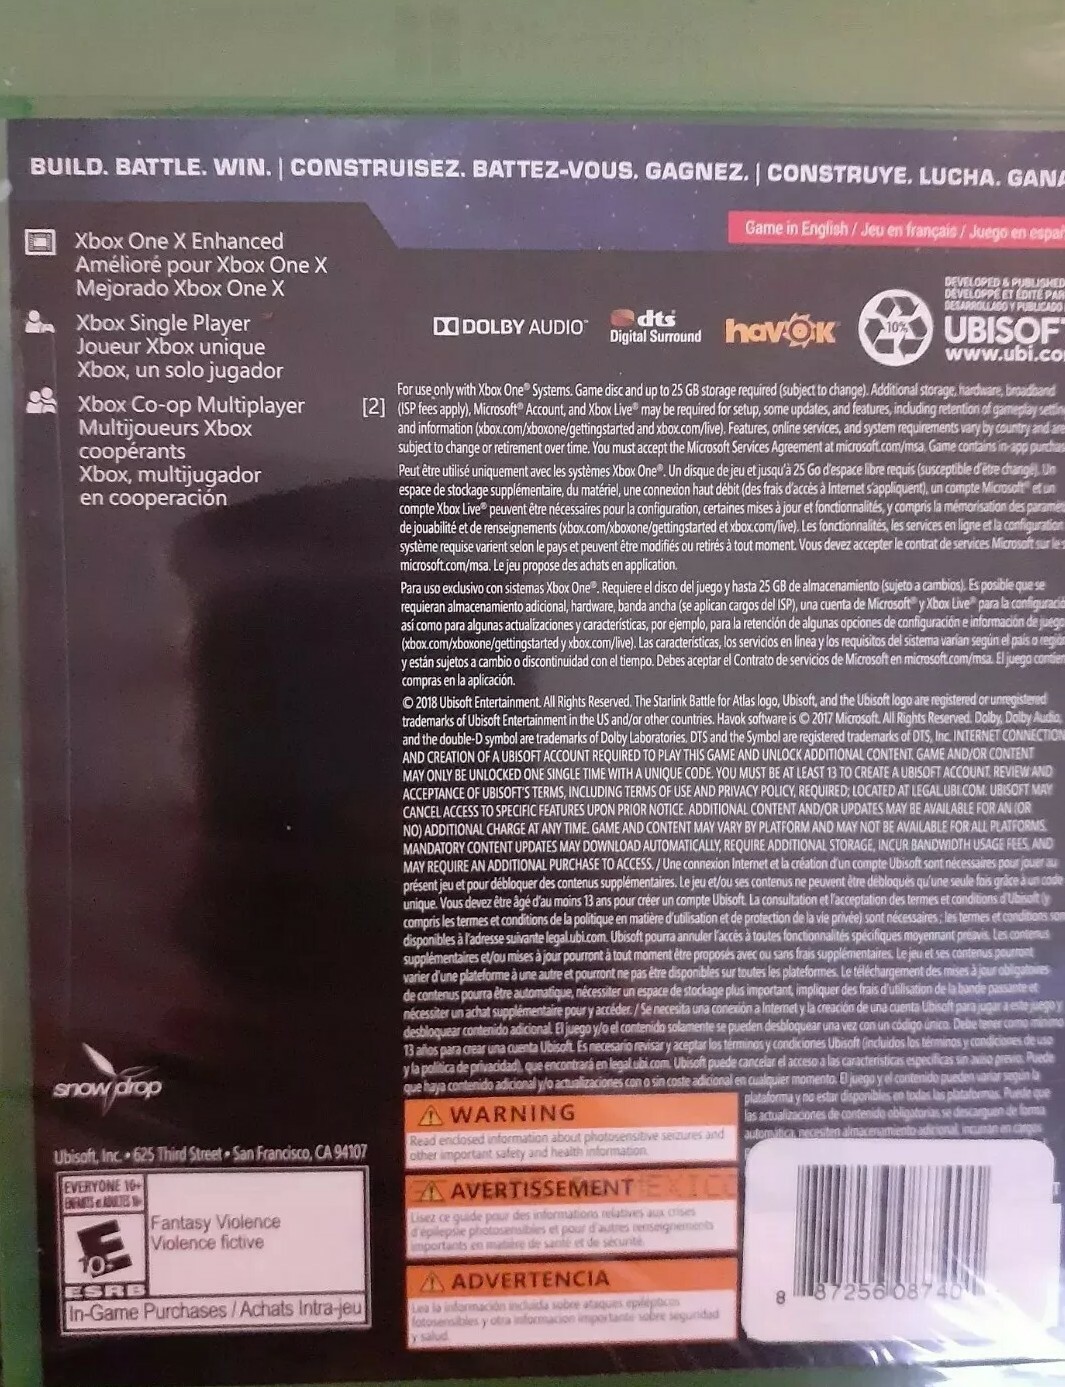 BUILD. BATTLE. WIN. | CONSTRUISEZ. BATTEZ-VOUS. GAGNEZ. | CONSTRUYE. LUCHA. GANA
Game in English / Jeu en français / Juego en españ
Xbox One X Enhanced
Amélioré pour Xbox One X
Mejorado Xbox One X
Xbox Single Player
Joueur Xbox unique
Xbox, un solo jugador
Xbox Co-op Multiplayer [2]
Multijoueurs Xbox
coopérants
Xbox, multijugador
en cooperación
DOLBY AUDIO™
dts
Digital Surround
havok
10%
DEVELOPED & PUBLISHED
DÉVELOPPÉ ET ÉDITÉ PAR
DESARROLLADO Y PUBLICADO
UBISOF
www.ubi.co
For use only with Xbox One® Systems. Game disc and up to 25 GB storage required (subject to change). Additional storage, hardware, broadband
(ISP fees apply), Microsoft® Account, and Xbox Live® may be required for setup, some updates, and features, including retention of gameplay settin
and information (xbox.com/xboxone/gettingstarted and xbox.com/live). Features, online services, and system requirements vary by country and are
subject to change or retirement over time. You must accept the Microsoft Services Agreement at microsoft.com/msa. Game contains in-app purchas
Peut être utilisé uniquement avec les systèmes Xbox One®. Un disque de jeu et jusqu'à 25 Go d'espace libre requis (susceptible d'être changé). Un
espace de stockage supplémentaire, du matériel, une connexion haut débit (des frais d'accès à Internet s'appliquent), un compte Microsoft® et un
compte Xbox Live® peuvent être nécessaires pour la configuration, certaines mises à jour et fonctionnalités, y compris la mémorisation des paramèt
de jouabilité et de renseignements (xbox.com/xboxone/gettingstarted et xbox.com/live). Les fonctionnalités, les services en ligne et la configuration
système requise varient selon le pays et peuvent être modifiés ou retirés à tout moment. Vous devez accepter le contrat de services Microsoft sur le s
microsoft.com/msa. Le jeu propose des achats en application.
Para uso exclusivo con sistemas Xbox One®. Requiere el disco del juego y hasta 25 GB de almacenamiento (sujeto a cambios). Es posible que se
requieran almacenamiento adicional, hardware, banda ancha (se aplican cargos del ISP), una cuenta de Microsoft® y Xbox Live® para la configuració
así como para algunas actualizaciones y características, por ejemplo, para la retención de algunas opciones de configuración e información de juego
(xbox.com/xboxone/gettingstarted y xbox.com/live). Las características, los servicios en línea y los requisitos del sistema varían según el país o regió
y están sujetos a cambio o discontinuidad con el tiempo. Debes aceptar el Contrato de servicios de Microsoft en microsoft.com/msa. El juego contien
compras en la aplicación.
© 2018 Ubisoft Entertainment. All Rights Reserved. The Starlink Battle for Atlas logo, Ubisoft, and the Ubisoft logo are registered or unregistered
trademarks of Ubisoft Entertainment in the US and/or other countries. Havok software is © 2017 Microsoft. All Rights Reserved. Dolby, Dolby Audio,
and the double-D symbol are trademarks of Dolby Laboratories. DTS and the Symbol are registered trademarks of DTS, Inc. INTERNET CONNECTION
AND CREATION OF A UBISOFT ACCOUNT REQUIRED TO PLAY THIS GAME AND UNLOCK ADDITIONAL CONTENT. GAME AND/OR CONTENT
MAY ONLY BE UNLOCKED ONE SINGLE TIME WITH A UNIQUE CODE. YOU MUST BE AT LEAST 13 TO CREATE A UBISOFT ACCOUNT. REVIEW AND
ACCEPTANCE OF UBISOFT'S TERMS, INCLUDING TERMS OF USE AND PRIVACY POLICY, REQUIRED; LOCATED AT LEGAL.UBI.COM. UBISOFT MAY
CANCEL ACCESS TO SPECIFIC FEATURES UPON PRIOR NOTICE. ADDITIONAL CONTENT AND/OR UPDATES MAY BE AVAILABLE FOR AN (OR
NO) ADDITIONAL CHARGE AT ANY TIME. GAME AND CONTENT MAY VARY BY PLATFORM AND MAY NOT BE AVAILABLE FOR ALL PLATFORMS.
MANDATORY CONTENT UPDATES MAY DOWNLOAD AUTOMATICALLY, REQUIRE ADDITIONAL STORAGE, INCUR BANDWIDTH USAGE FEES, AND
MAY REQUIRE AN ADDITIONAL PURCHASE TO ACCESS. / Une connexion Internet et la création d'un compte Ubisoft sont nécessaires pour jouer au
présent jeu et pour débloquer des contenus supplémentaires. Le jeu et/ou ses contenus ne peuvent être débloqués qu'une seule fois grâce à un code
unique. Vous devez être âgé d'au moins 13 ans pour créer un compte Ubisoft. La consultation et l'acceptation des termes et conditions d'Ubisoft (y
compris les termes et conditions de la politique en matière d'utilisation et de protection de la vie privée) sont nécessaires ; les termes et conditions son
disponibles à l'adresse suivante legal.ubi.com. Ubisoft pourra annuler l'accès à toutes fonctionnalités spécifiques moyennant préavis. Les contenus
supplémentaires et/ou mises à jour pourront à tout moment être proposés avec ou sans frais supplémentaires. Le jeu et ses contenus pourront
varier d'une plateforme à une autre et pourront ne pas être disponibles sur toutes les plateformes. Le téléchargement des mises à jour obligatoires
de contenus pourra être automatique, nécessiter un espace de stockage plus important, impliquer des frais d'utilisation de la bande passante et
nécessiter un achat supplémentaire pour y accéder. / Se necesita una conexión a Internet y la creación de una cuenta Ubisoft para jugar a este juego y
desbloquear contenido adicional. El juego y/o el contenido solamente se pueden desbloquear una vez con un código único. Debe tener como mínimo
13 años para crear una cuenta Ubisoft. Es necesario revisar y aceptar los términos y condiciones Ubisoft (incluidos los términos y condiciones de uso
y la política de privacidad), que encontrará en legal.ubi.com. Ubisoft puede cancelar el acceso a las características específicas sin aviso previo. Puede
que haya contenido adicional y/o actualizaciones con o sin coste adicional en cualquier momento. El juego y el contenido pueden variar según la
plataforma y no estar disponibles en todas las plataformas. Puede que
las actualizaciones de contenido obligatorias se descarguen de forma
automática, necesiten almacenamiento adicional, incurran en cargos
snowdrop
Ubisoft, Inc. • 625 Third Street • San Francisco, CA 94107
EVERYONE 10+
ENFANTS et ADULTES 10+
E
10+
ESRB
Fantasy Violence
Violence fictive
In-Game Purchases / Achats Intra-jeu
WARNING
Read enclosed information about photosensitive seizures and
other important safety and health information.
AVERTISSEMENT
Lisez ce guide pour des informations relatives aux crises
d'épilepsie photosensibles et pour d'autres renseignements
importants en matière de santé et de sécurité.
ADVERTENCIA
Lea la información incluida sobre ataques epilépticos
fotosensibles y otra información importante sobre seguridad
y salud.
8 87256 08740